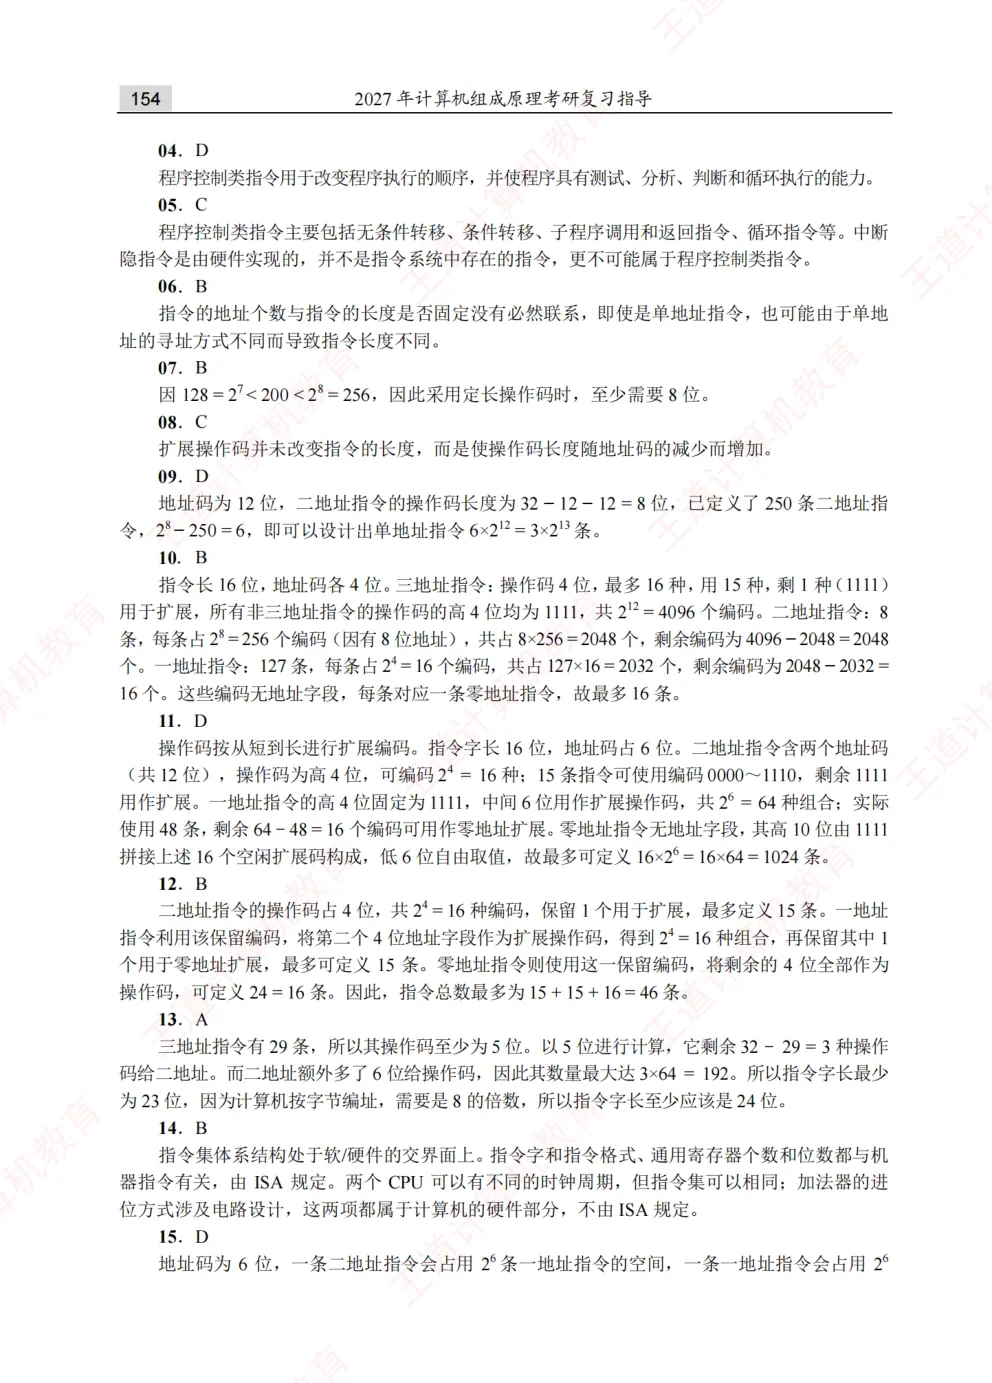 154
2027年计算机组成原理考研复习指导
04. D
程序控制类指令用于改变程序执行的顺序，并使程序具有测试、分析、判断和循环执行的能力。
05. C
程序控制类指令主要包括无条件转移、条件转移、子程序调用和返回指令、循环指令等。中断
隐指令是由硬件实现的，并不是指令系统中存在的指令，更不可能属于程序控制类指令。
06. B
指令的地址个数与指令的长度是否固定没有必然联系，即使是单地址指令，也可能由于单地
址的寻址方式不同而导致指令长度不同。
07. B
因 128 = 2⁷ < 200 < 2⁸ = 256，因此采用定长操作码时，至少需要 8 位。
08. C
扩展操作码并未改变指令的长度，而是使操作码长度随地址码的减少而增加。
09. D
地址码为 12 位，二地址指令的操作码长度为 32 − 12 − 12 = 8 位，已定义了 250 条二地址指
令，2⁸ − 250 = 6，即可以设计出单地址指令 6×2¹² = 3×2¹³ 条。
10. B
指令长 16 位，地址码各 4 位。三地址指令：操作码 4 位，最多 16 种，用 15 种，剩 1 种（1111）
用于扩展，所有非三地址指令的操作码的高 4 位均为 1111，共 2¹² = 4096 个编码。二地址指令：8
条，每条占 2⁸ = 256 个编码（因有 8 位地址），共占 8×256 = 2048 个，剩余编码为 4096 − 2048 = 2048
个。一地址指令：127 条，每条占 2⁴ = 16 个编码，共占 127×16 = 2032 个，剩余编码为 2048 − 2032 =
16 个。这些编码无地址字段，每条对应一条零地址指令，故最多 16 条。
11. D
操作码按从短到长进行扩展编码。指令字长 16 位，地址码占 6 位。二地址指令含两个地址码
（共 12 位），操作码为高 4 位，可编码 2⁴ = 16 种；15 条指令可使用编码 0000～1110，剩余 1111
用作扩展。一地址指令的高 4 位固定为 1111，中间 6 位用作扩展操作码，共 2⁶ = 64 种组合；实际
使用 48 条，剩余 64 − 48 = 16 个编码可用作零地址扩展。零地址指令无地址字段，其高 10 位由 1111
拼接上述 16 个空闲扩展码构成，低 6 位自由取值，故最多可定义 16×2⁶ = 16×64 = 1024 条。
12. B
二地址指令的操作码占 4 位，共 2⁴ = 16 种编码，保留 1 个用于扩展，最多定义 15 条。一地址
指令利用该保留编码，将第二个 4 位地址字段作为扩展操作码，得到 2⁴ = 16 种组合，再保留其中 1
个用于零地址扩展，最多可定义 15 条。零地址指令则使用这一保留编码，将剩余的 4 位全部作为
操作码，可定义 24 = 16 条。因此，指令总数最多为 15 + 15 + 16 = 46 条。
13. A
三地址指令有 29 条，所以其操作码至少为 5 位。以 5 位进行计算，它剩余 32 − 29 = 3 种操作
码给二地址。而二地址额外多了 6 位给操作码，因此其数量最大达 3×64 = 192。所以指令字长最少
为 23 位，因为计算机按字节编址，需要是 8 的倍数，所以指令字长至少应该是 24 位。
14. B
指令集体系结构处于软/硬件的交界面上。指令字和指令格式、通用寄存器个数和位数都与机
器指令有关，由 ISA 规定。两个 CPU 可以有不同的时钟周期，但指令集可以相同；加法器的进
位方式涉及电路设计，这两项都属于计算机的硬件部分，不由 ISA 规定。
15. D
地址码为 6 位，一条二地址指令会占用 2⁶ 条一地址指令的空间，一条一地址指令会占用 2⁶